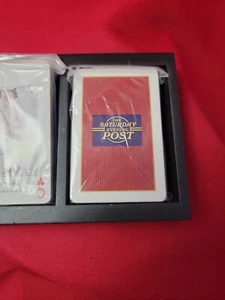 THE
SATURDAY
EVENING
POST